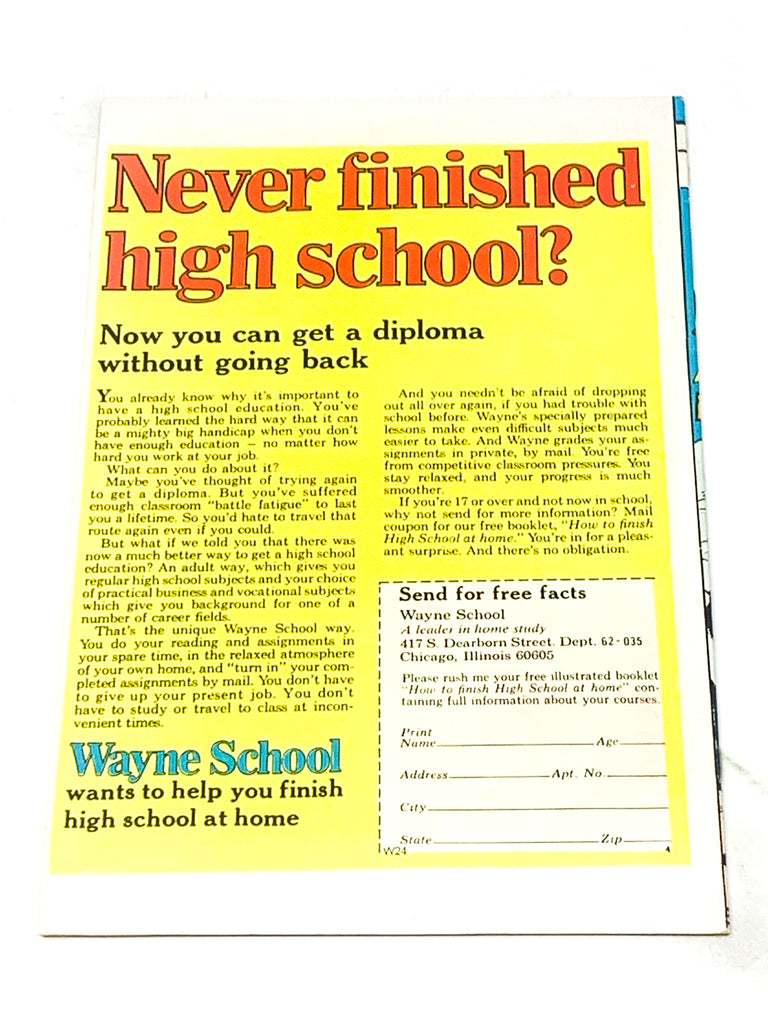 Never finished
high school?
Now you can get a diploma
without going back
You already know why it's important to
have a high school education. You've
probably learned the hard way that it can
be a mighty big handicap when you don't
have enough education – no matter how
hard you work at your job.
What can you do about it?
Maybe you've thought of trying again
to get a diploma. But you've suffered
enough classroom "battle fatigue" to last
you a lifetime. So you'd hate to travel that
route again even if you could.
But what if we told you that there was
now a much better way to get a high school
education? An adult way, which gives you
regular high school subjects and your choice
of practical business and vocational subjects
which give you background for one of a
number of career fields.
That's the unique Wayne School way.
You do your reading and assignments in
your spare time, in the relaxed atmosphere
of your own home, and "turn in" your com-
pleted assignments by mail. You don't have
to give up your present job. You don't
have to study or travel to class at incon-
venient times.
Wayne School
wants to help you finish
high school at home
And you needn't be afraid of dropping
out all over again, if you had trouble with
school before. Wayne's specially prepared
lessons make even difficult subjects much
easier to take. And Wayne grades your as-
signments in private, by mail. You're free
from competitive classroom pressures. You
stay relaxed, and your progress is much
smoother.
If you're 17 or over and not now in school,
why not send for more information? Mail
coupon for our free booklet, "How to finish
High School at home." You're in for a pleas-
ant surprise. And there's no obligation.
Send for free facts
Wayne School
A leader in home study
417 S. Dearborn Street. Dept. 62-035
Chicago, Illinois 60605
Please rush me your free illustrated booklet
"How to finish High School at home" con-
taining full information about your courses.
Print
Name Age
Address Apt. No.
City
State Zip
W24 4